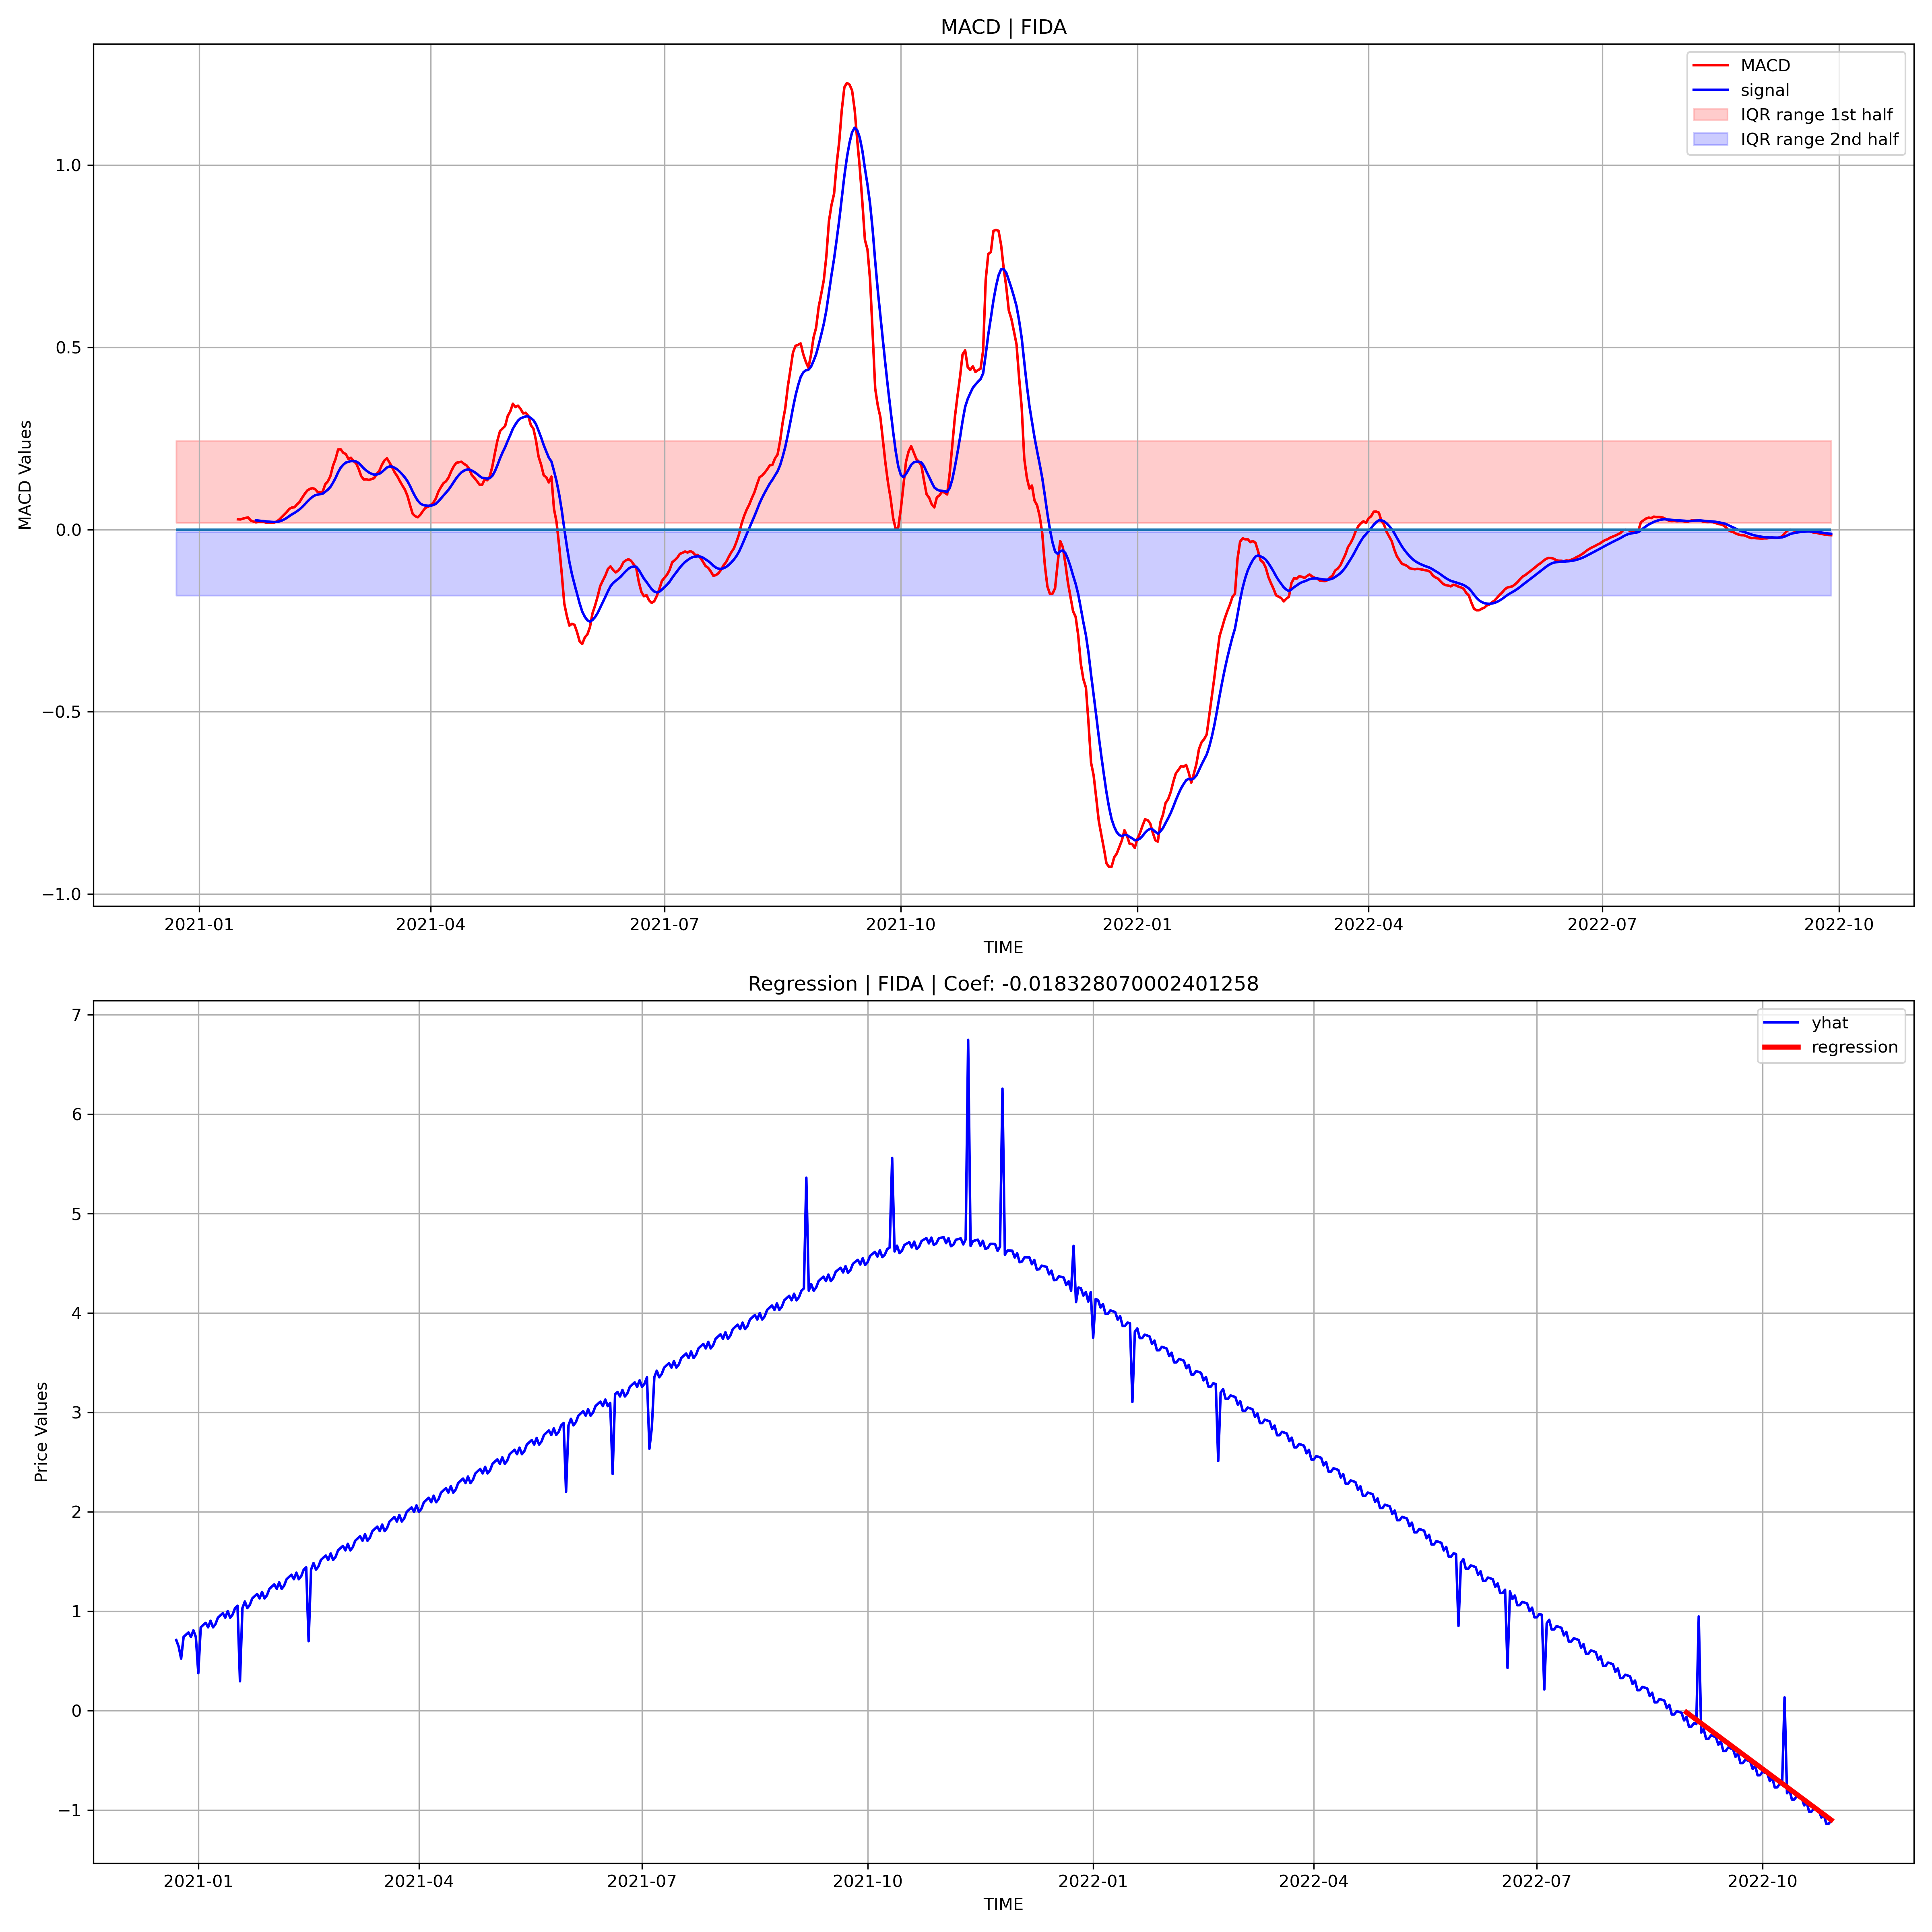 MACD | FIDA
MACD
signal
IQR range 1st half
IQR range 2nd half
MACD Values
1.0
0.5
0.0
−0.5
−1.0
2021-01 2021-04 2021-07 2021-10 2022-01 2022-04 2022-07 2022-10
TIME
Regression | FIDA | Coef: -0.018328070002401258
yhat
regression
Price Values
7
6
5
4
3
2
1
0
−1
2021-01 2021-04 2021-07 2021-10 2022-01 2022-04 2022-07 2022-10
TIME